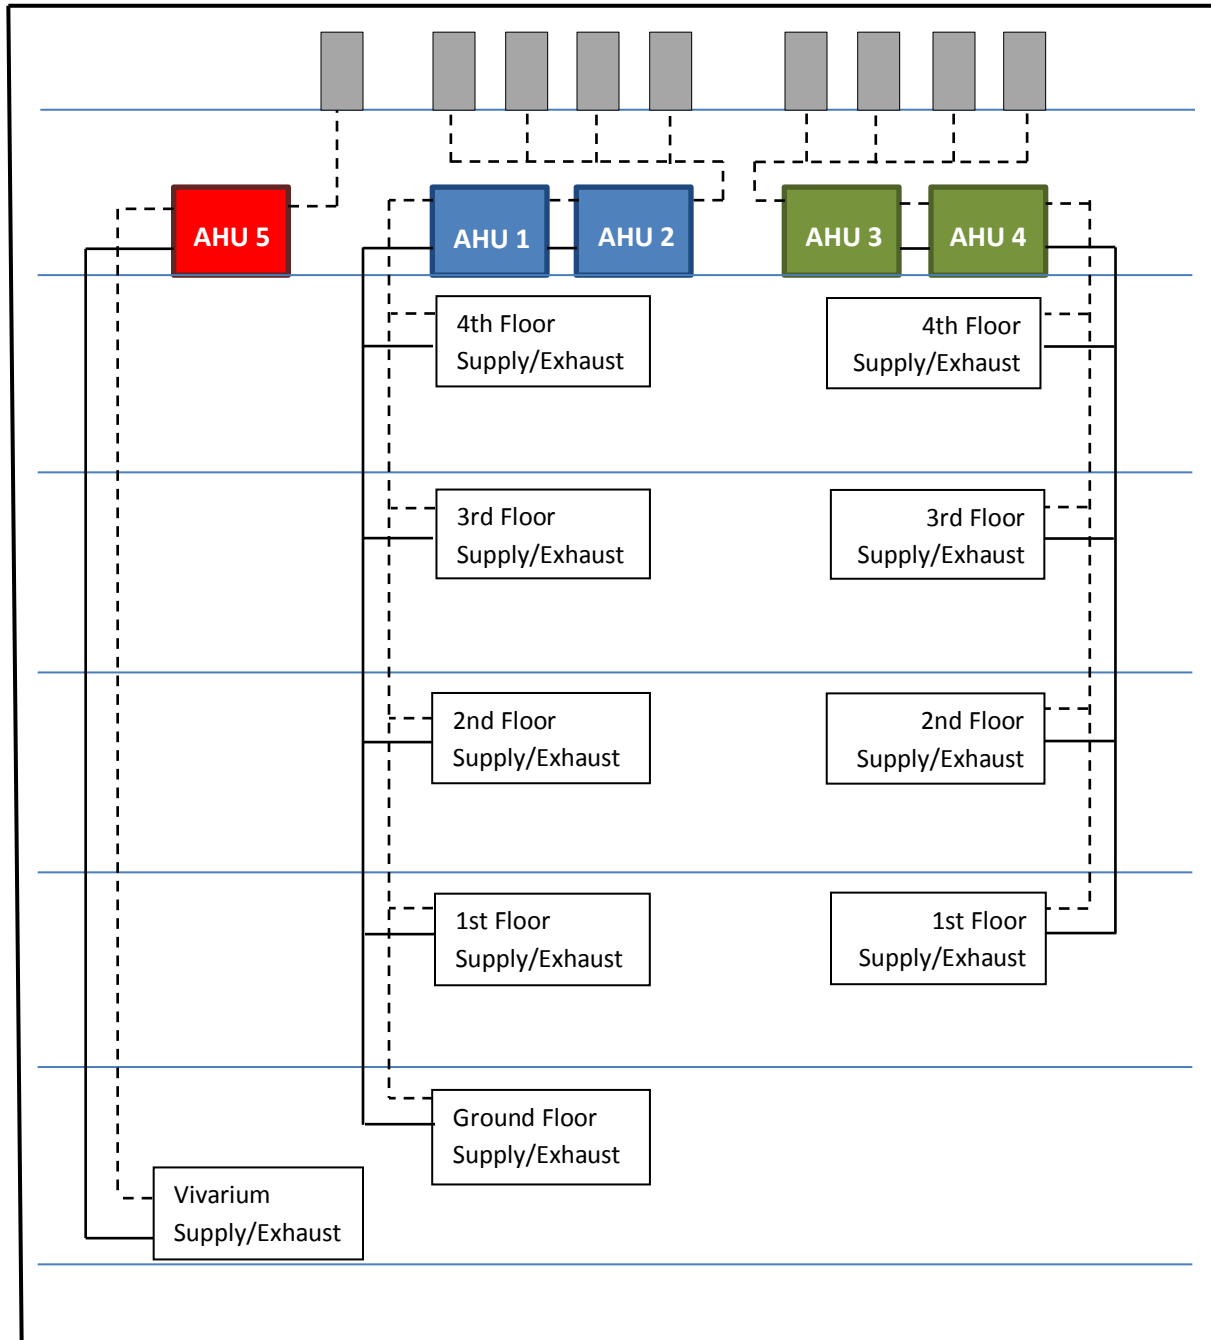 AHU 5
AHU 1
AHU 2
AHU 3
AHU 4
4th Floor
Supply/Exhaust
4th Floor
Supply/Exhaust
3rd Floor
Supply/Exhaust
3rd Floor
Supply/Exhaust
2nd Floor
Supply/Exhaust
2nd Floor
Supply/Exhaust
1st Floor
Supply/Exhaust
1st Floor
Supply/Exhaust
Ground Floor
Supply/Exhaust
Vivarium
Supply/Exhaust